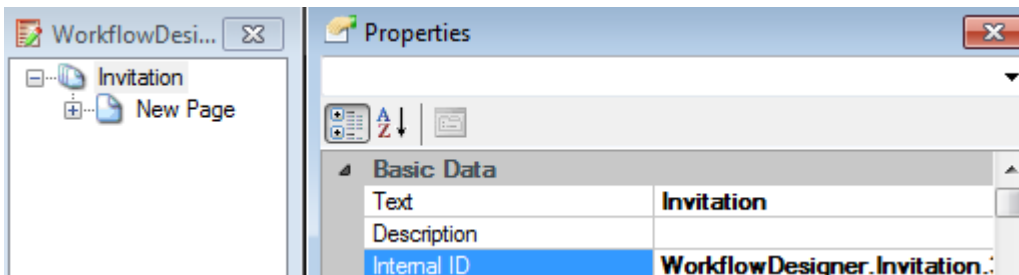 WorkflowDesi...
Invitation
New Page
Properties
A
Z
Basic Data
Text Invitation
Description
Internal ID WorkflowDesigner.Invitation.